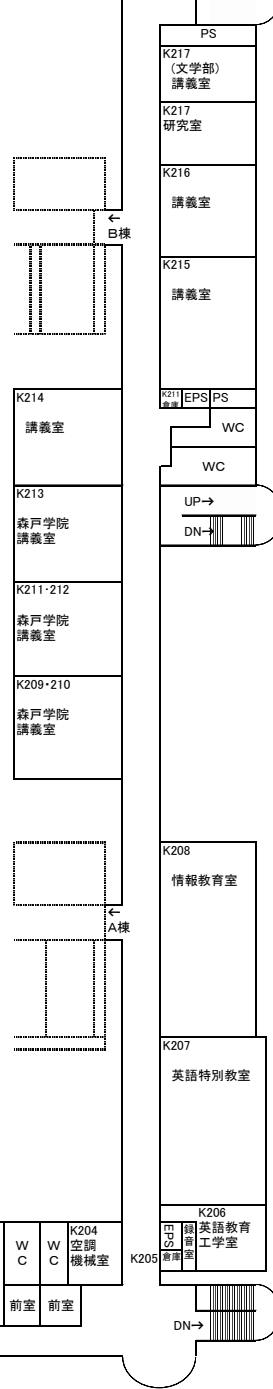 PS
K217
(文学部)
講義室
K217
研究室
K216
講義室
←
B棟
K215
講義室
K211
倉庫
EPS
PS
WC
WC
K214
講義室
K213
森戸学院
講義室
UP→
DN→
K211·212
森戸学院
講義室
K209・210
森戸学院
講義室
K208
情報教育室
←
A棟
K207
英語特別教室
K206
英語教育
工学室
EPS
録音室
倉庫
K205
WC
WC
K204
空調
機械室
前室
前室
DN→